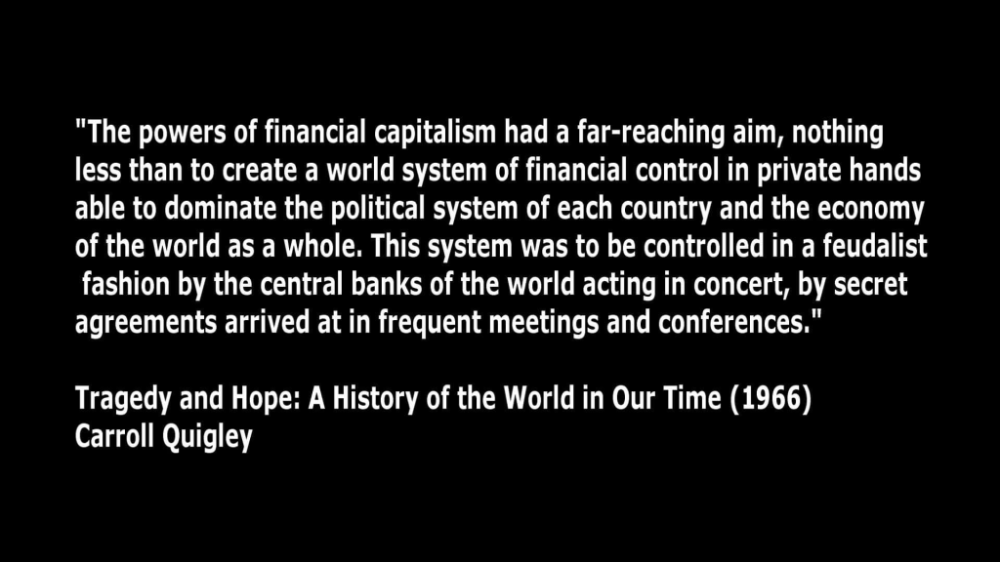 "The powers of financial capitalism had a far-reaching aim, nothing
less than to create a world system of financial control in private hands
able to dominate the political system of each country and the economy
of the world as a whole. This system was to be controlled in a feudalist
fashion by the central banks of the world acting in concert, by secret
agreements arrived at in frequent meetings and conferences."
Tragedy and Hope: A History of the World in Our Time (1966)
Carroll Quigley